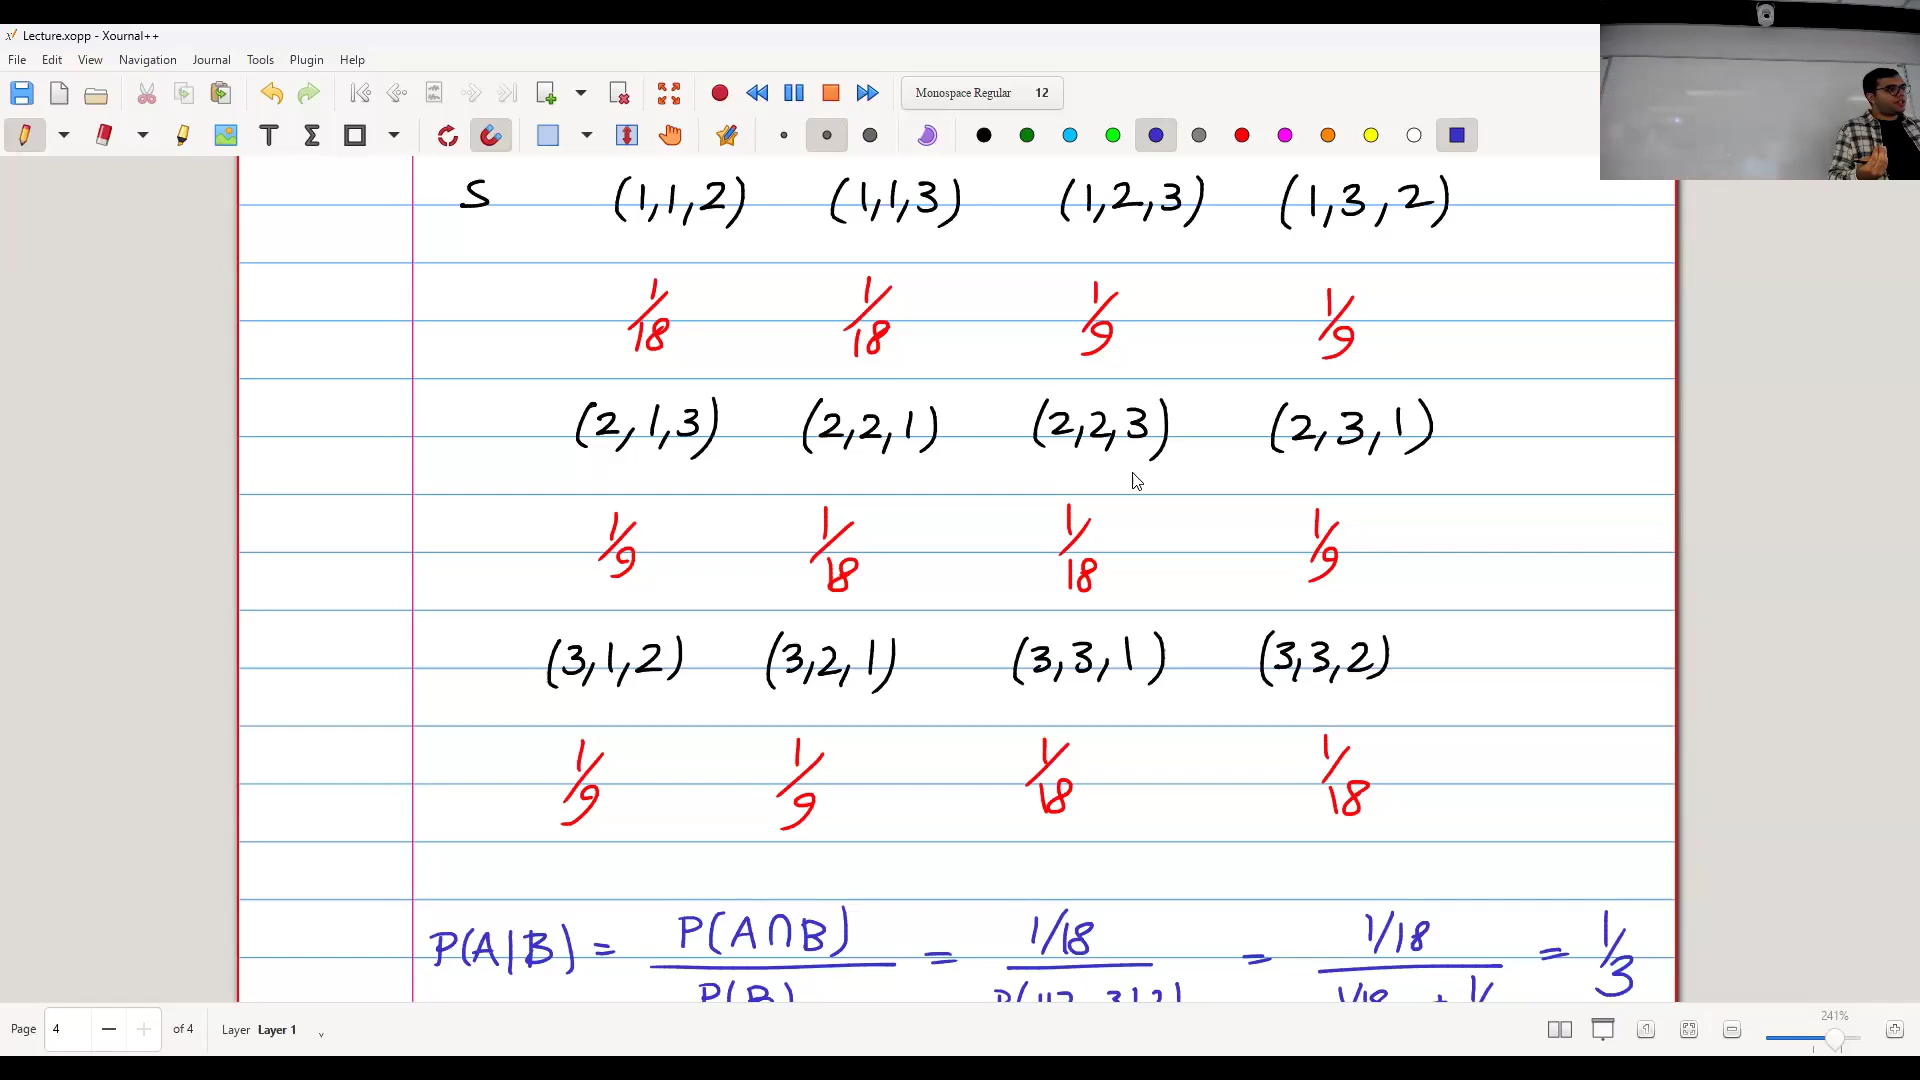 Lecture.xopp - Xournal++
File Edit View Navigation Journal Tools Plugin Help
Monospace Regular 12
S (1,1,2) (1,1,3) (1,2,3) (1,3,2)
1/18 1/18 1/9 1/9
(2,1,3) (2,2,1) (2,2,3) (2,3,1)
1/9 1/18 1/18 1/9
(3,1,2) (3,2,1) (3,3,1) (3,3,2)
1/9 1/9 1/18 1/18
P(A|B) = P(A∩B) = 1/18 = 1/18 = 1/3
P(B)
Page 4 of 4 Layer Layer 1 241%